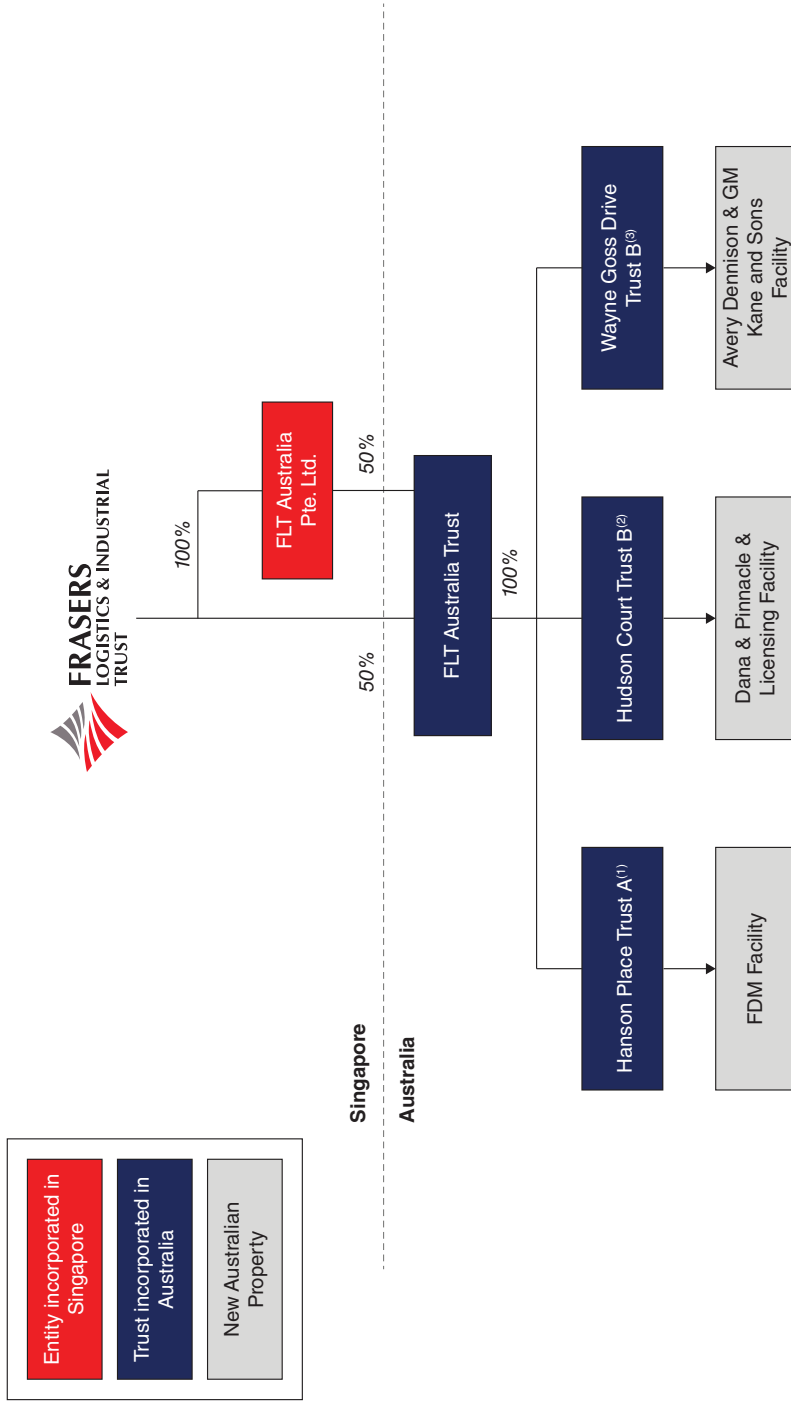 FRASERS
LOGISTICS & INDUSTRIAL
TRUST
Entity incorporated in
Singapore
Trust incorporated in
Australia
New Australian
Property
100%
FLT Australia
Pte. Ltd.
50%
50%
Singapore
Australia
FLT Australia Trust
100%
Hanson Place Trust A(1)
Hudson Court Trust B(2)
Wayne Goss Drive
Trust B(3)
FDM Facility
Dana & Pinnacle &
Licensing Facility
Avery Dennison & GM
Kane and Sons
Facility